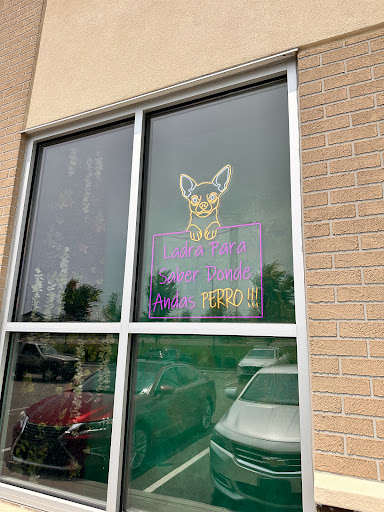 Ladra Para
Saber Donde
Andas PERRO !!!